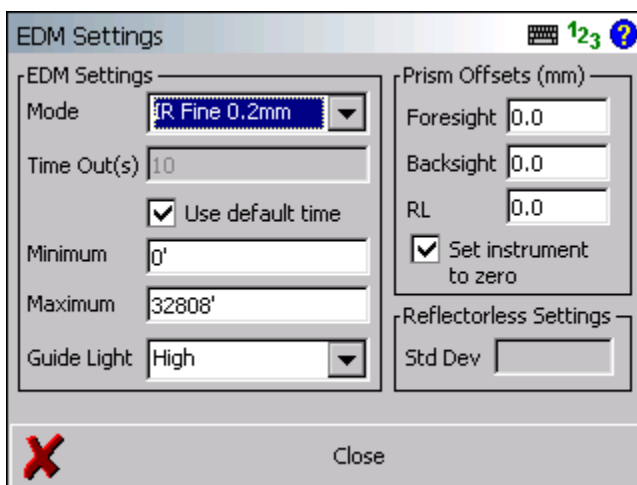 EDM Settings
123
?
EDM Settings
Mode
IR Fine 0.2mm
Time Out(s)
10
Use default time
Minimum
0'
Maximum
32808'
Guide Light
High
Prism Offsets (mm)
Foresight
0.0
Backsight
0.0
RL
0.0
Set instrument
to zero
Reflectorless Settings
Std Dev
Close